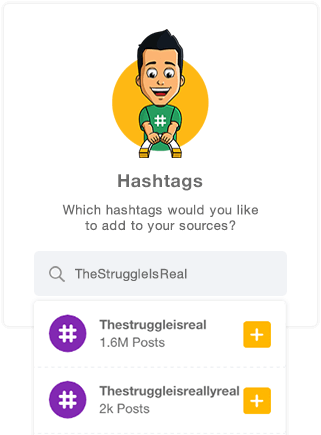 #
Hashtags
Which hashtags would you like
to add to your sources?
TheStruggleIsReal
# Thestruggleisreal +
1.6M Posts
# Thestruggleisreallyreal +
2k Posts